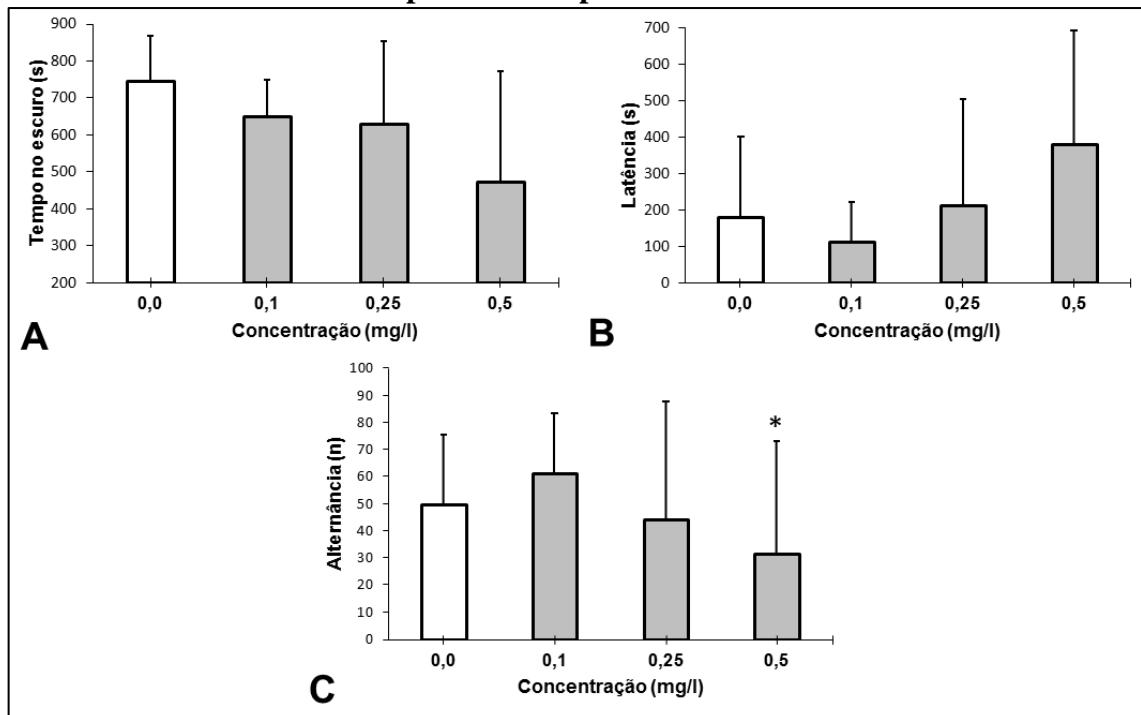 900
800
700
600
500
400
300
200
Tempo no escuro (s)
0,0 0,1 0,25 0,5
Concentração (mg/l)
A
700
600
500
400
300
200
100
0
Latência (s)
0,0 0,1 0,25 0,5
Concentração (mg/l)
B
100
90
80
70
60
50
40
30
20
10
0
Alternância (n)
*
0,0 0,1 0,25 0,5
Concentração (mg/l)
C